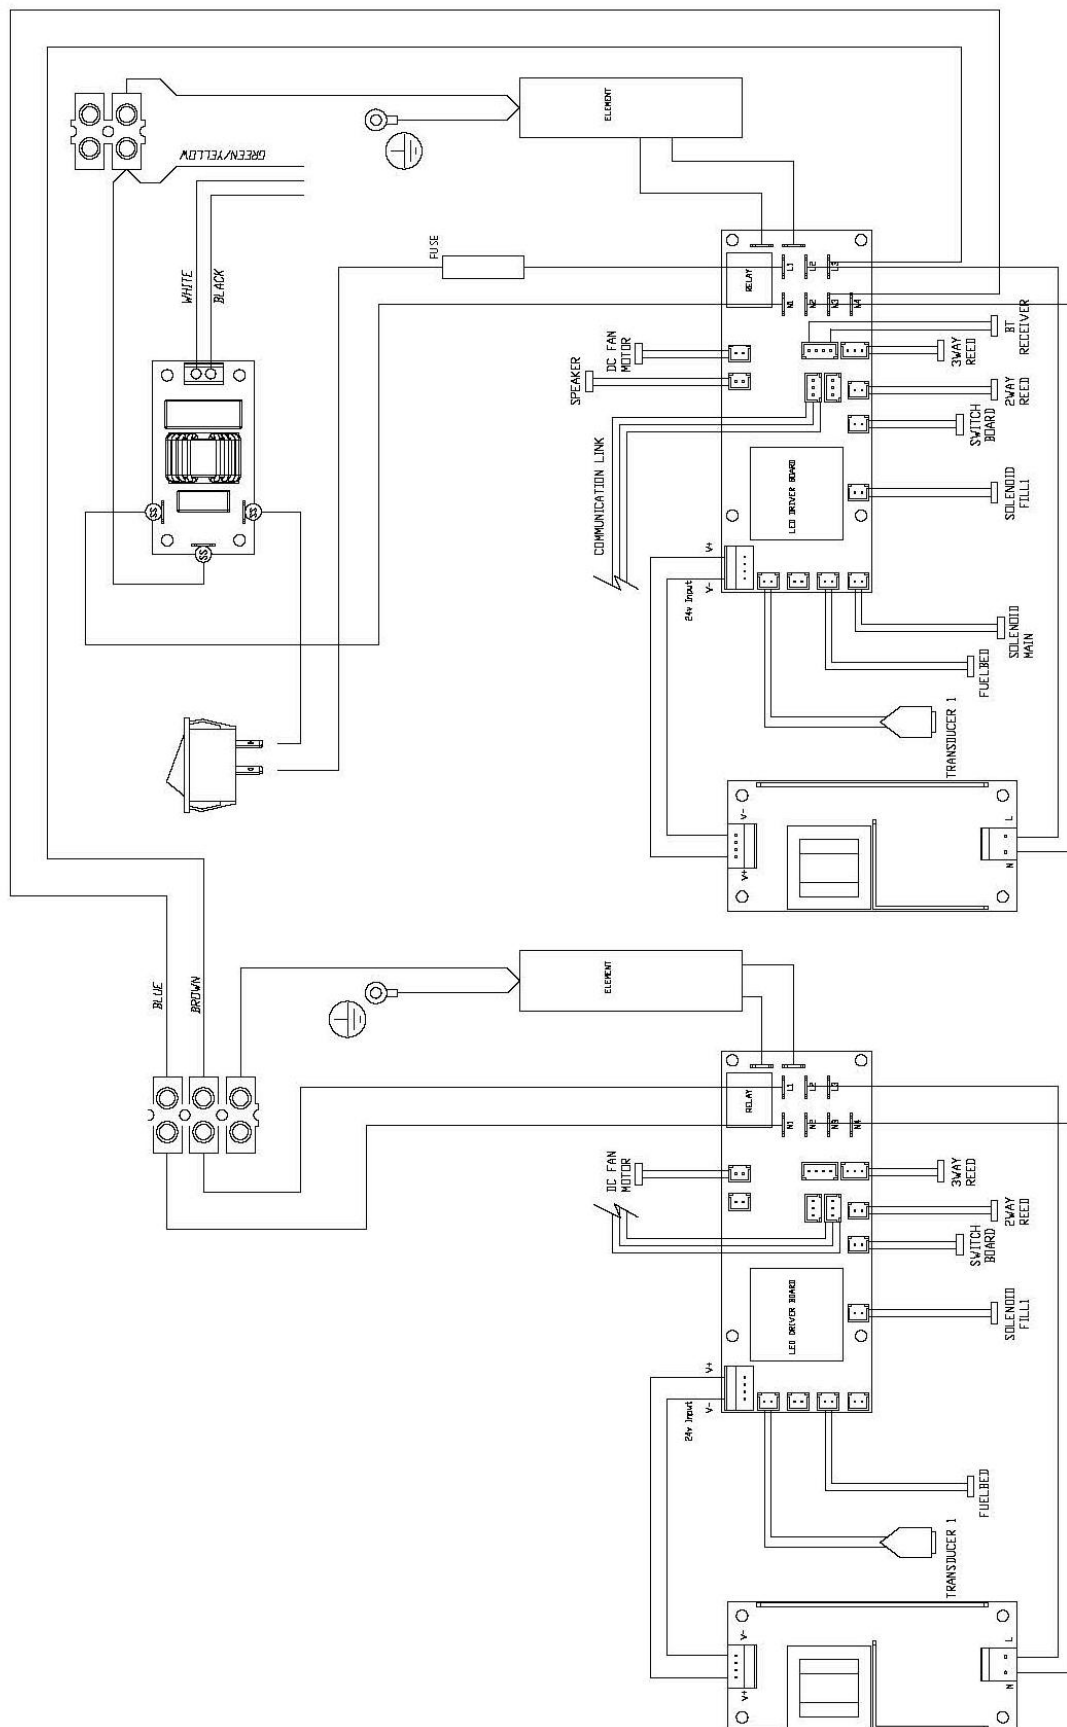 ELEMENT
GREEN/YELLOW
WHITE
BLACK
FUSE
RELAY
L1
L2
L3
N1
N2
N3
N4
DC FAN
MOTOR
SPEAKER
BT
RECEIVER
3WAY
REED
2WAY
REED
SWITCH
BOARD
COMMUNICATION LINK
LED DRIVER BOARD
SOLENOID
FILL1
SS
SS
SS
V+
V-
24v Input
SOLENOID
MAIN
FUELBED
TRANSDUCER 1
V-
V+
L
N
BLUE
BROWN
ELEMENT
RELAY
L1
L2
L3
N1
N2
N3
N4
DC FAN
MOTOR
3WAY
REED
2WAY
REED
SWITCH
BOARD
LED DRIVER BOARD
SOLENOID
FILL1
V+
V-
24v Input
FUELBED
TRANSDUCER 1
V-
V+
L
N